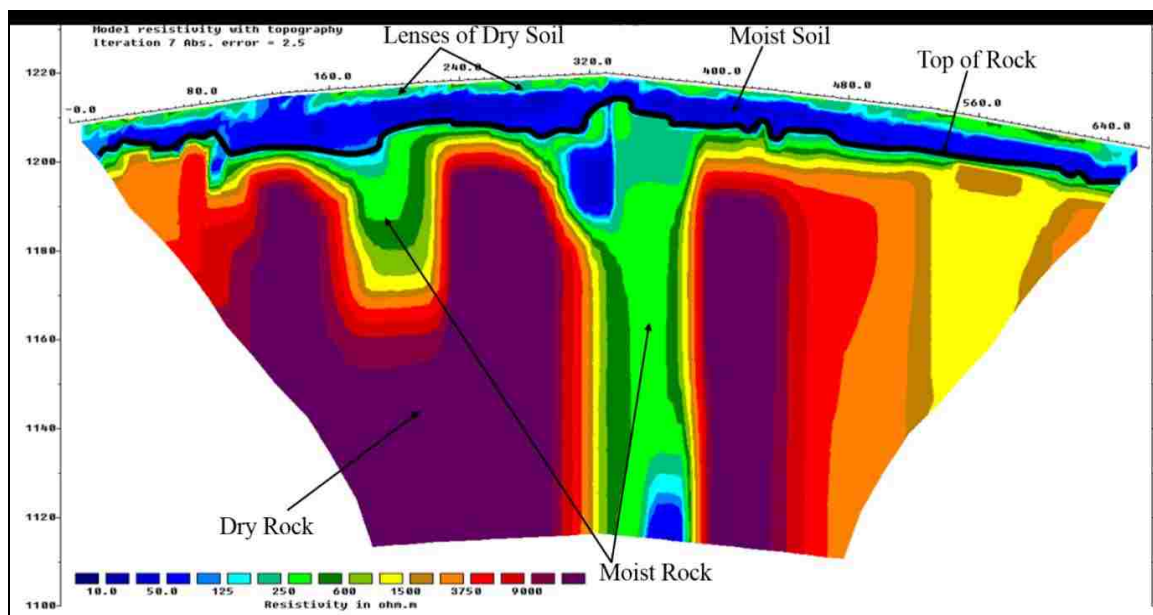 Model resistivity with topography
Iteration 7 Abs. error = 2.5
Lenses of Dry Soil
Moist Soil
Top of Rock
-0.0 80.0 160.0 240.0 320.0 400.0 480.0 560.0 640.0
1220
1200
1180
1160
1140
1120
1100
Dry Rock
Moist Rock
10.0 50.0 125 250 600 1500 3750 9000
Resistivity in ohm.m